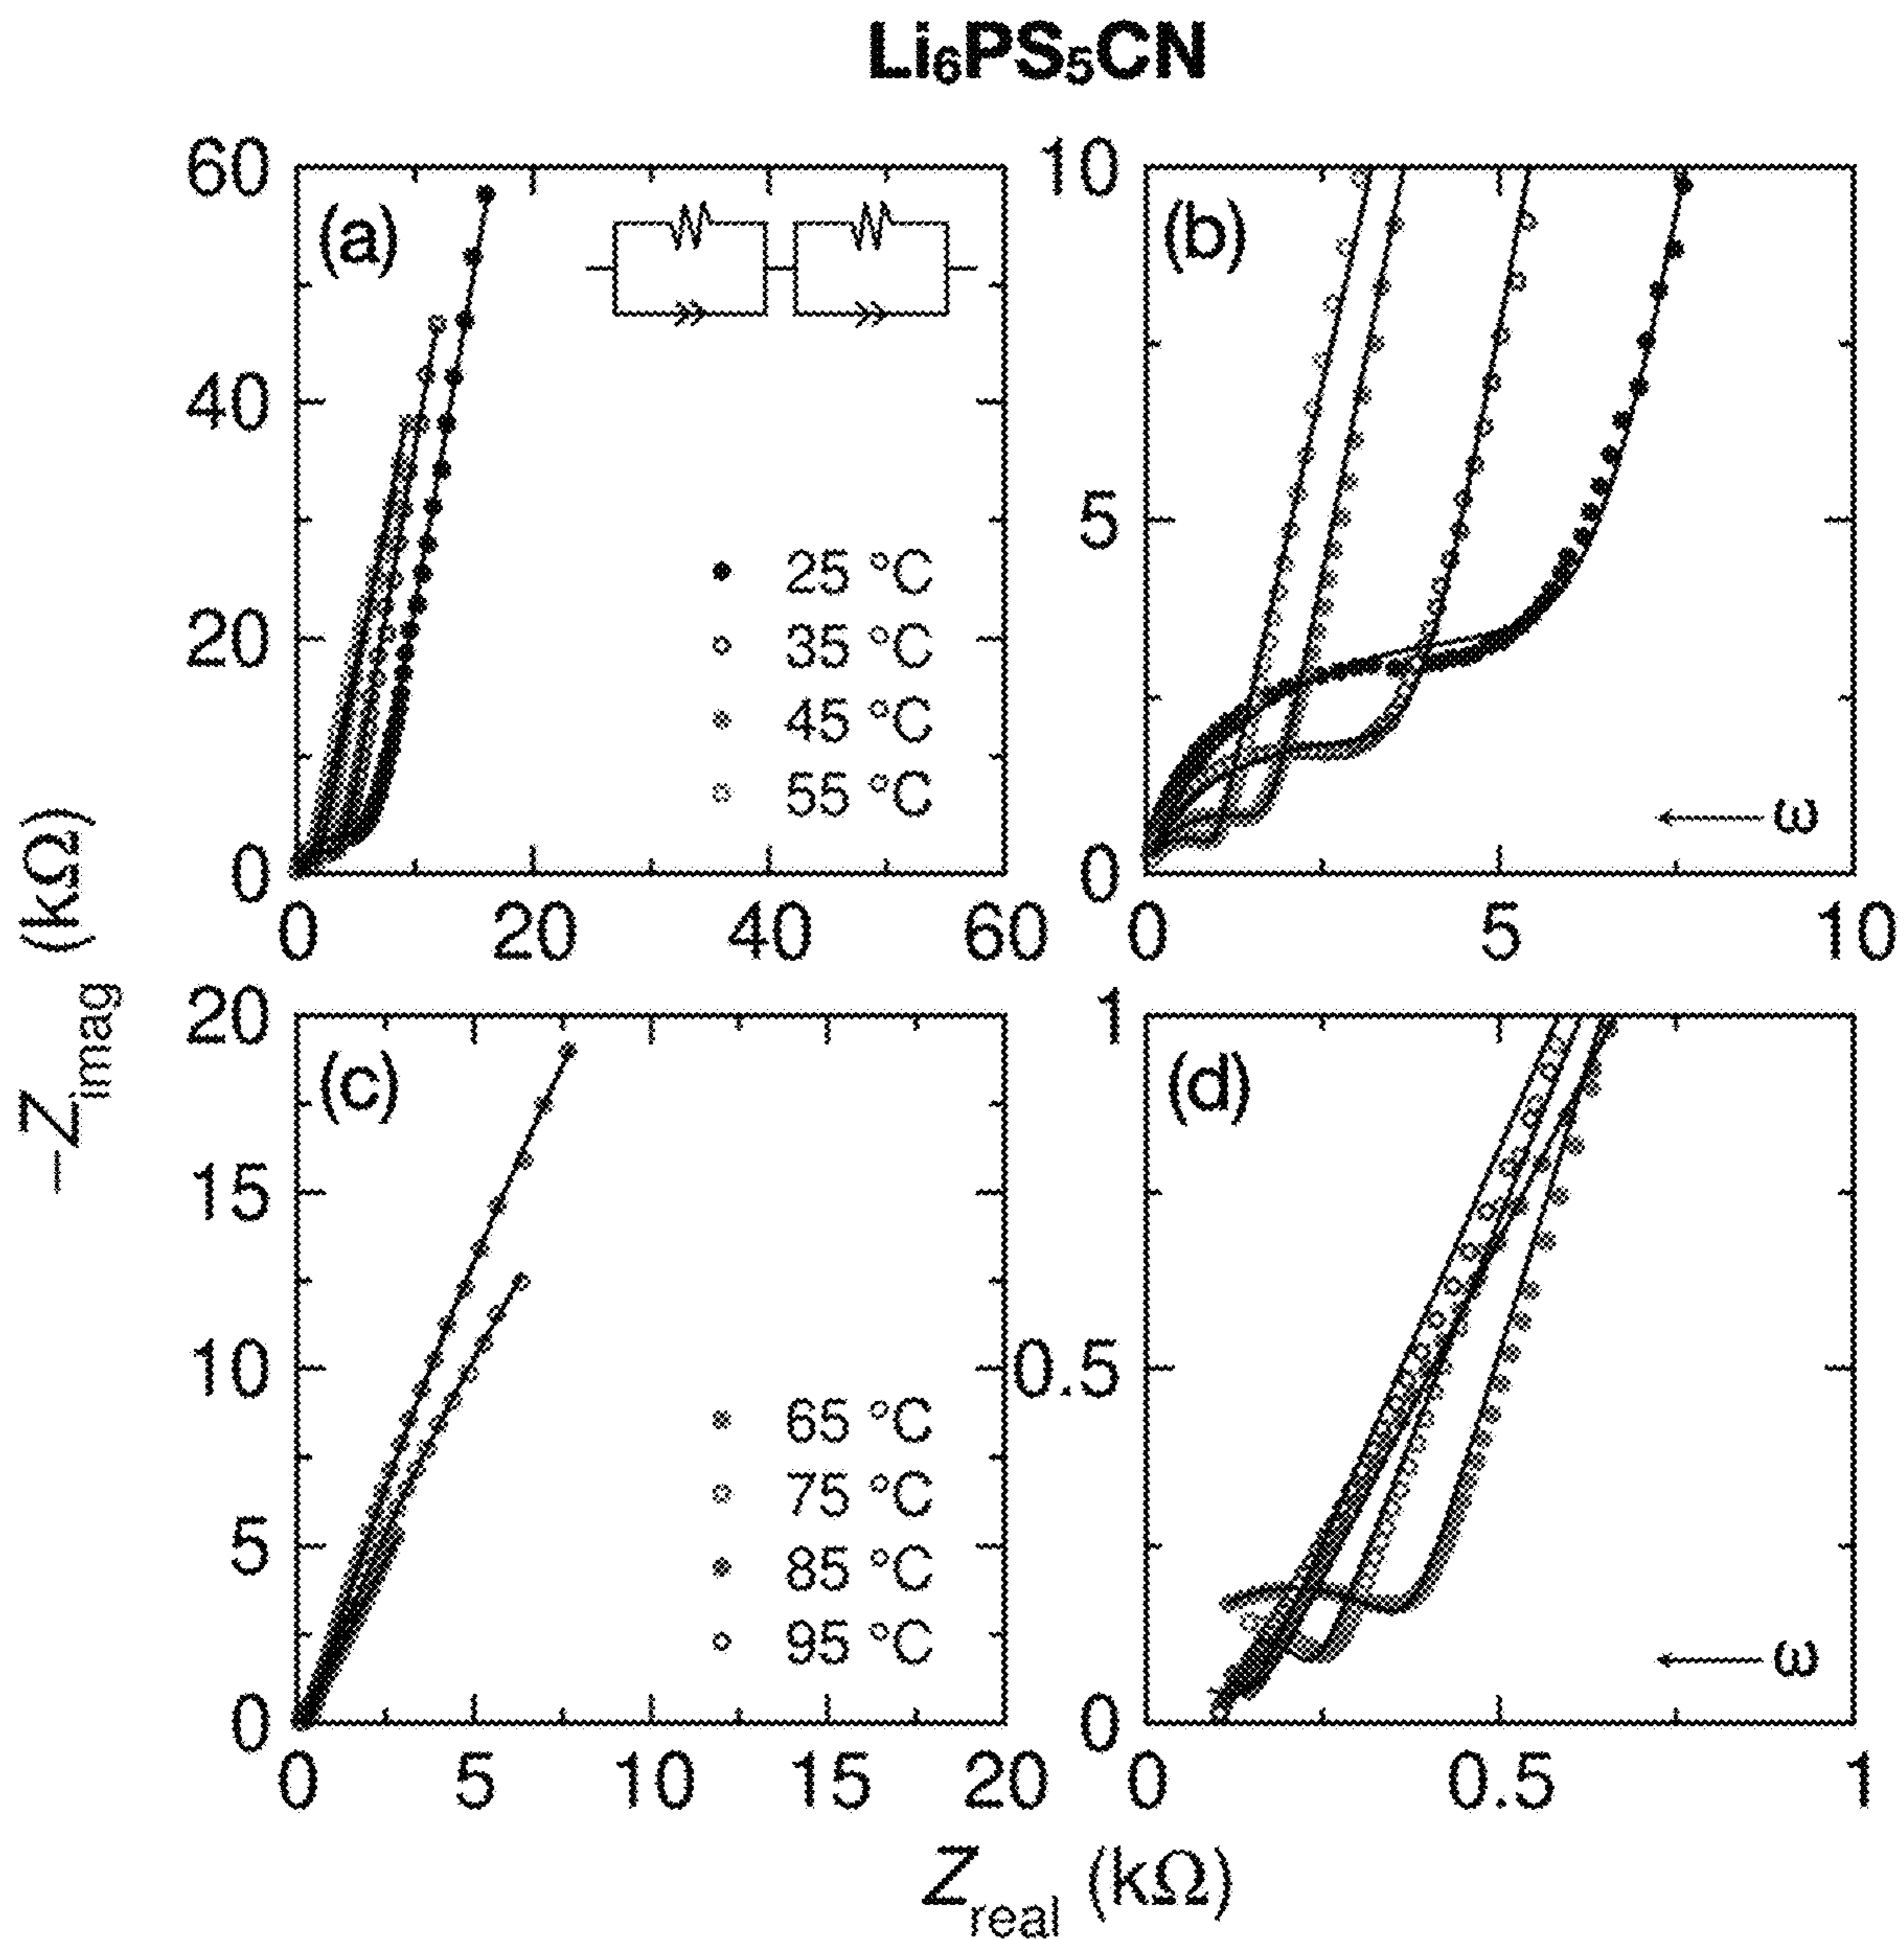 Li₆PS₅CN
(a)
60
40
20
0
0 20 40 60
25 °C
35 °C
45 °C
55 °C
(b)
10
5
0
0 5 10
ω
(c)
20
15
10
5
0
0 5 10 15 20
65 °C
75 °C
85 °C
95 °C
(d)
1
0.5
0
0 0.5 1
ω
−Zimag (kΩ)
Zreal (kΩ)